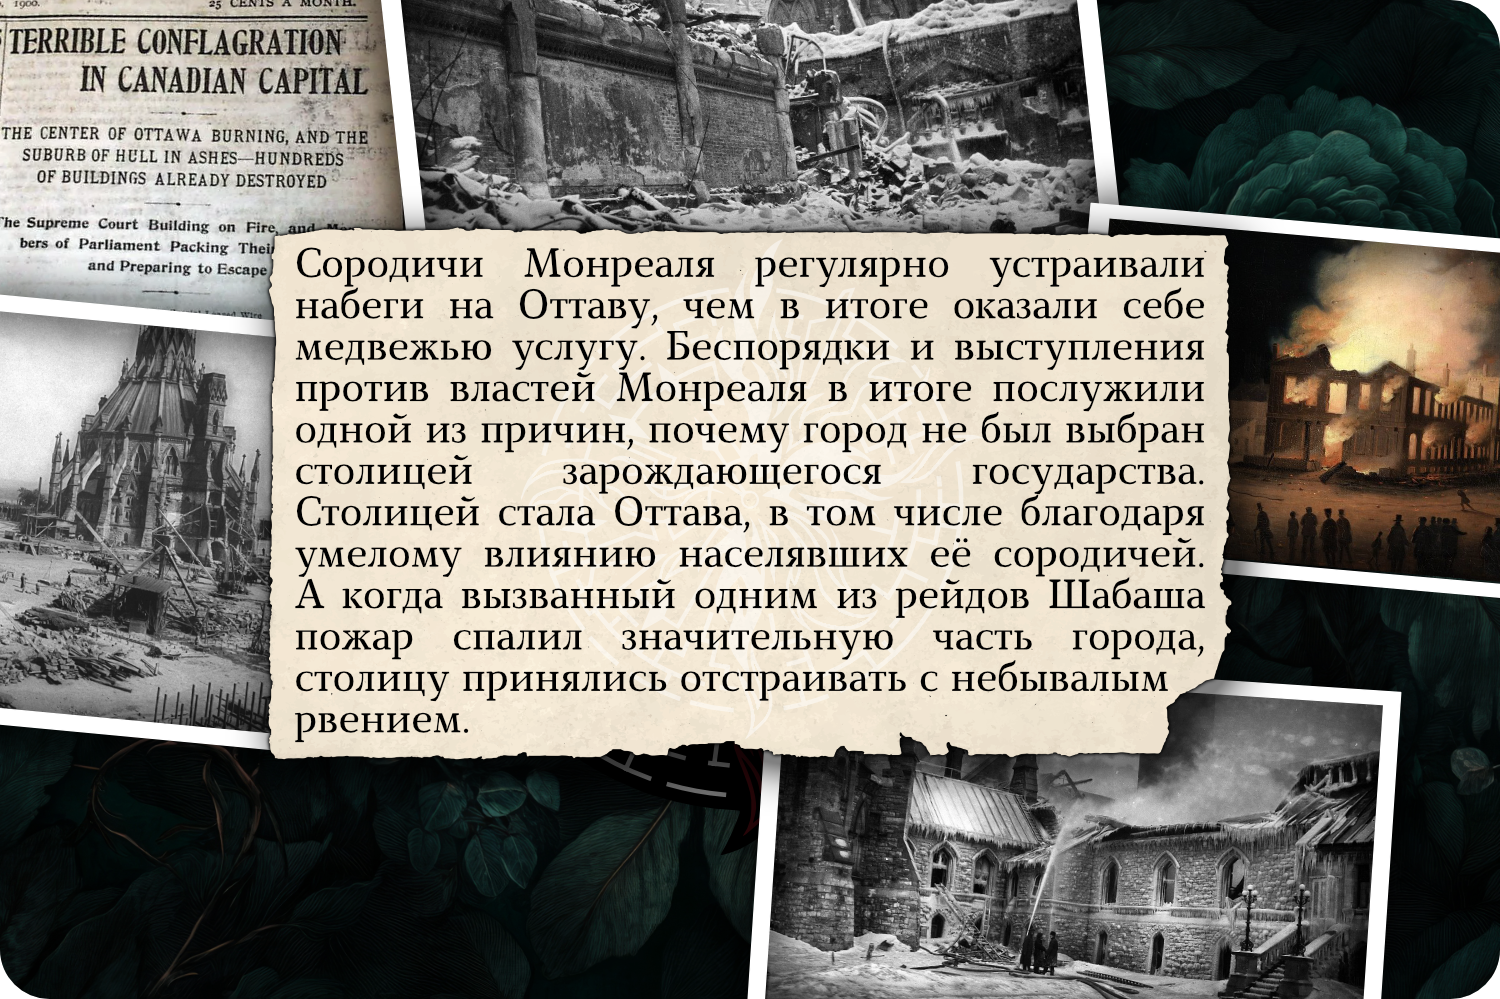 1900.
25 CENTS A MONTH.
TERRIBLE CONFLAGRATION
IN CANADIAN CAPITAL
THE CENTER OF OTTAWA BURNING, AND THE
SUBURB OF HULL IN ASHES—HUNDREDS
OF BUILDINGS ALREADY DESTROYED
The Supreme Court Building on Fire, and
bers of Parliament Packing
and Preparing to Escape
Сородичи Монреаля регулярно устраивали
набеги на Оттаву, чем в итоге оказали себе
медвежью услугу. Беспорядки и выступления
против властей Монреаля в итоге послужили
одной из причин, почему город не был выбран
столицей зарождающегося государства.
Столицей стала Оттава, в том числе благодаря
умелому влиянию населявших её сородичей.
А когда вызванный одним из рейдов Шабаша
пожар спалил значительную часть города,
столицу принялись отстраивать с небывалым
рвением.